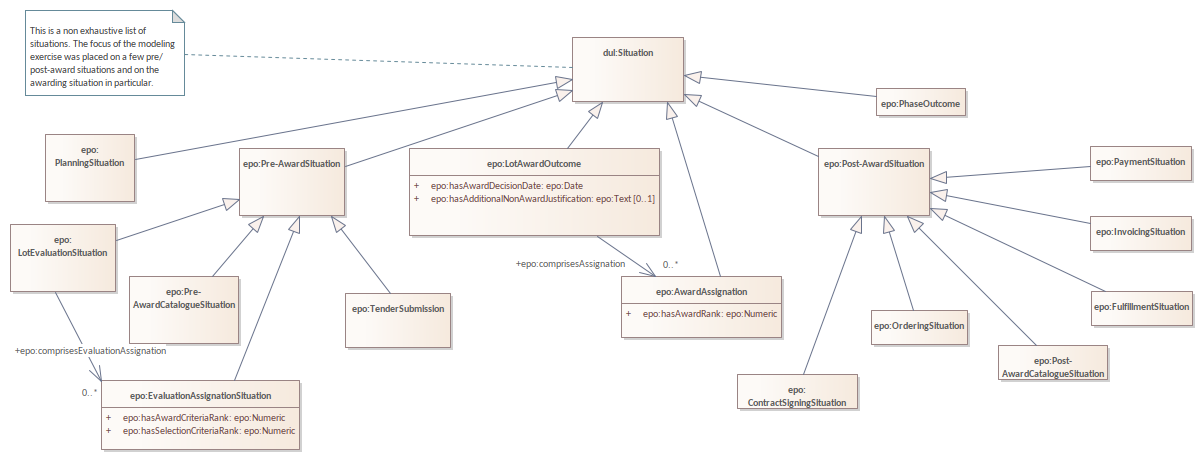 This is a non exhaustive list of
situations. The focus of the modeling
exercise was placed on a few pre/
post-award situations and on the
awarding situation in particular.
dul:Situation
epo:PhaseOutcome
epo:
PlanningSituation
epo:Pre-AwardSituation
epo:LotAwardOutcome
+ epo:hasAwardDecisionDate: epo:Date
+ epo:hasAdditionalNonAwardJustification: epo:Text [0..1]
epo:Post-AwardSituation
epo:PaymentSituation
epo:InvoicingSituation
epo:
LotEvaluationSituation
+epo:comprisesAssignation
0..*
epo:Pre-
AwardCatalogueSituation
epo:TenderSubmission
epo:AwardAssignation
+ epo:hasAwardRank: epo:Numeric
epo:FulfillmentSituation
epo:OrderingSituation
+epo:comprisesEvaluationAssignation
0..*
epo:Post-
AwardCatalogueSituation
epo:EvaluationAssignationSituation
+ epo:hasAwardCriteriaRank: epo:Numeric
+ epo:hasSelectionCriteriaRank: epo:Numeric
epo:
ContractSigningSituation